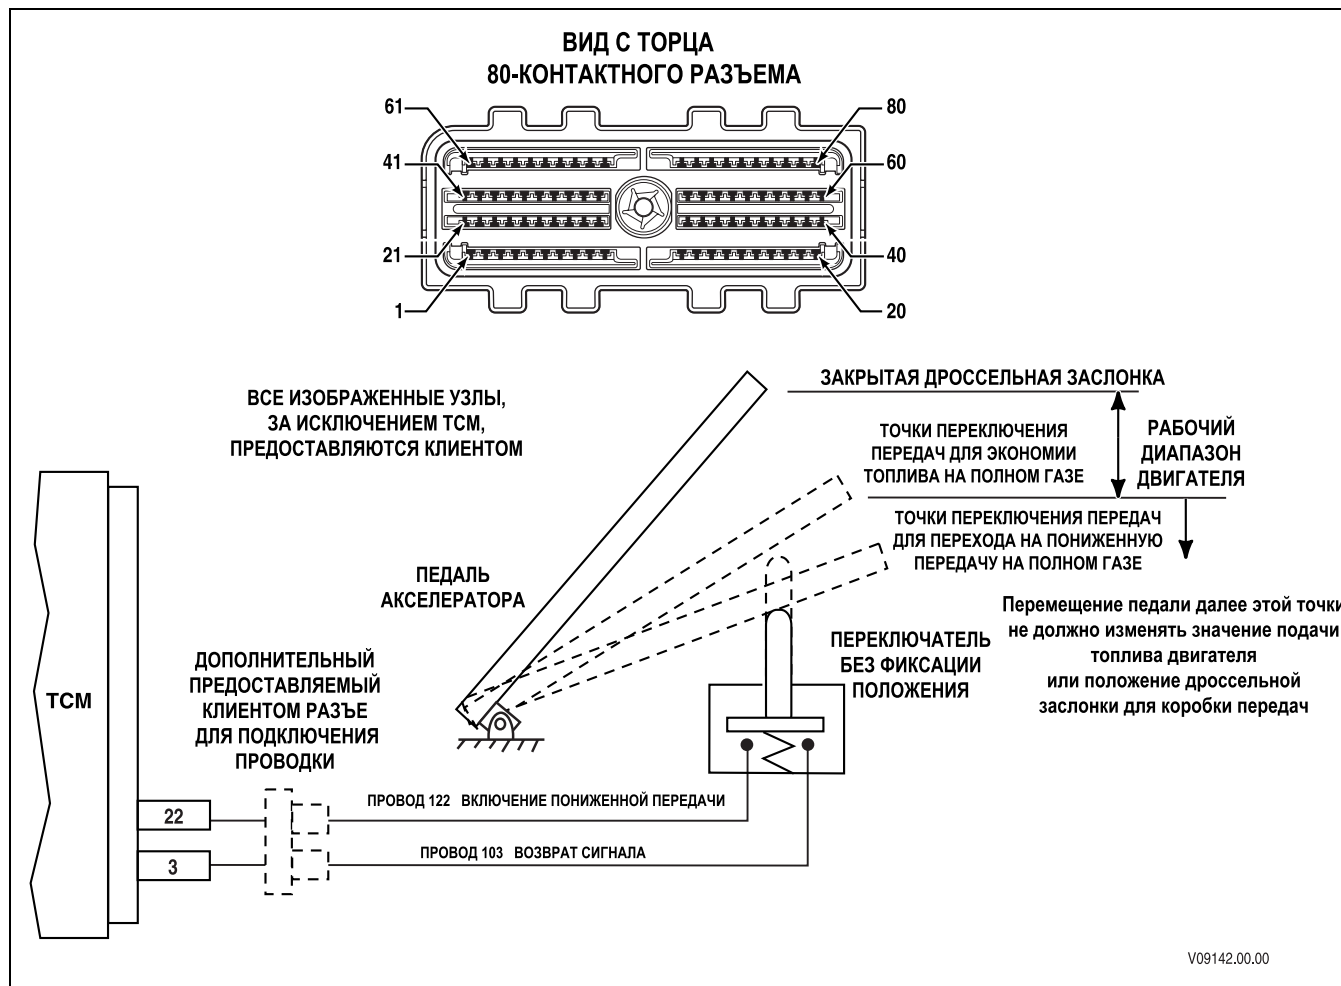 ВИД С ТОРЦА
80-КОНТАКТНОГО РАЗЪЕМА
61
80
41
60
21
40
1
20
ВСЕ ИЗОБРАЖЕННЫЕ УЗЛЫ,
ЗА ИСКЛЮЧЕНИЕМ TCM,
ПРЕДОСТАВЛЯЮТСЯ КЛИЕНТОМ
ЗАКРЫТАЯ ДРОССЕЛЬНАЯ ЗАСЛОНКА
ТОЧКИ ПЕРЕКЛЮЧЕНИЯ
ПЕРЕДАЧ ДЛЯ ЭКОНОМИИ
ТОПЛИВА НА ПОЛНОМ ГАЗЕ
РАБОЧИЙ
ДИАПАЗОН
ДВИГАТЕЛЯ
ТОЧКИ ПЕРЕКЛЮЧЕНИЯ ПЕРЕДАЧ
ДЛЯ ПЕРЕХОДА НА ПОНИЖЕННУЮ
ПЕРЕДАЧУ НА ПОЛНОМ ГАЗЕ
ПЕДАЛЬ
АКСЕЛЕРАТОРА
Перемещение педали далее этой точки
не должно изменять значение подачи
топлива двигателя
или положение дроссельной
заслонки для коробки передач
ПЕРЕКЛЮЧАТЕЛЬ
БЕЗ ФИКСАЦИИ
ПОЛОЖЕНИЯ
ДОПОЛНИТЕЛЬНЫЙ
ПРЕДОСТАВЛЯЕМЫЙ
КЛИЕНТОМ РАЗЪЕ
ДЛЯ ПОДКЛЮЧЕНИЯ
ПРОВОДКИ
TCM
22
ПРОВОД 122 ВКЛЮЧЕНИЕ ПОНИЖЕННОЙ ПЕРЕДАЧИ
3
ПРОВОД 103 ВОЗВРАТ СИГНАЛА
V09142.00.00